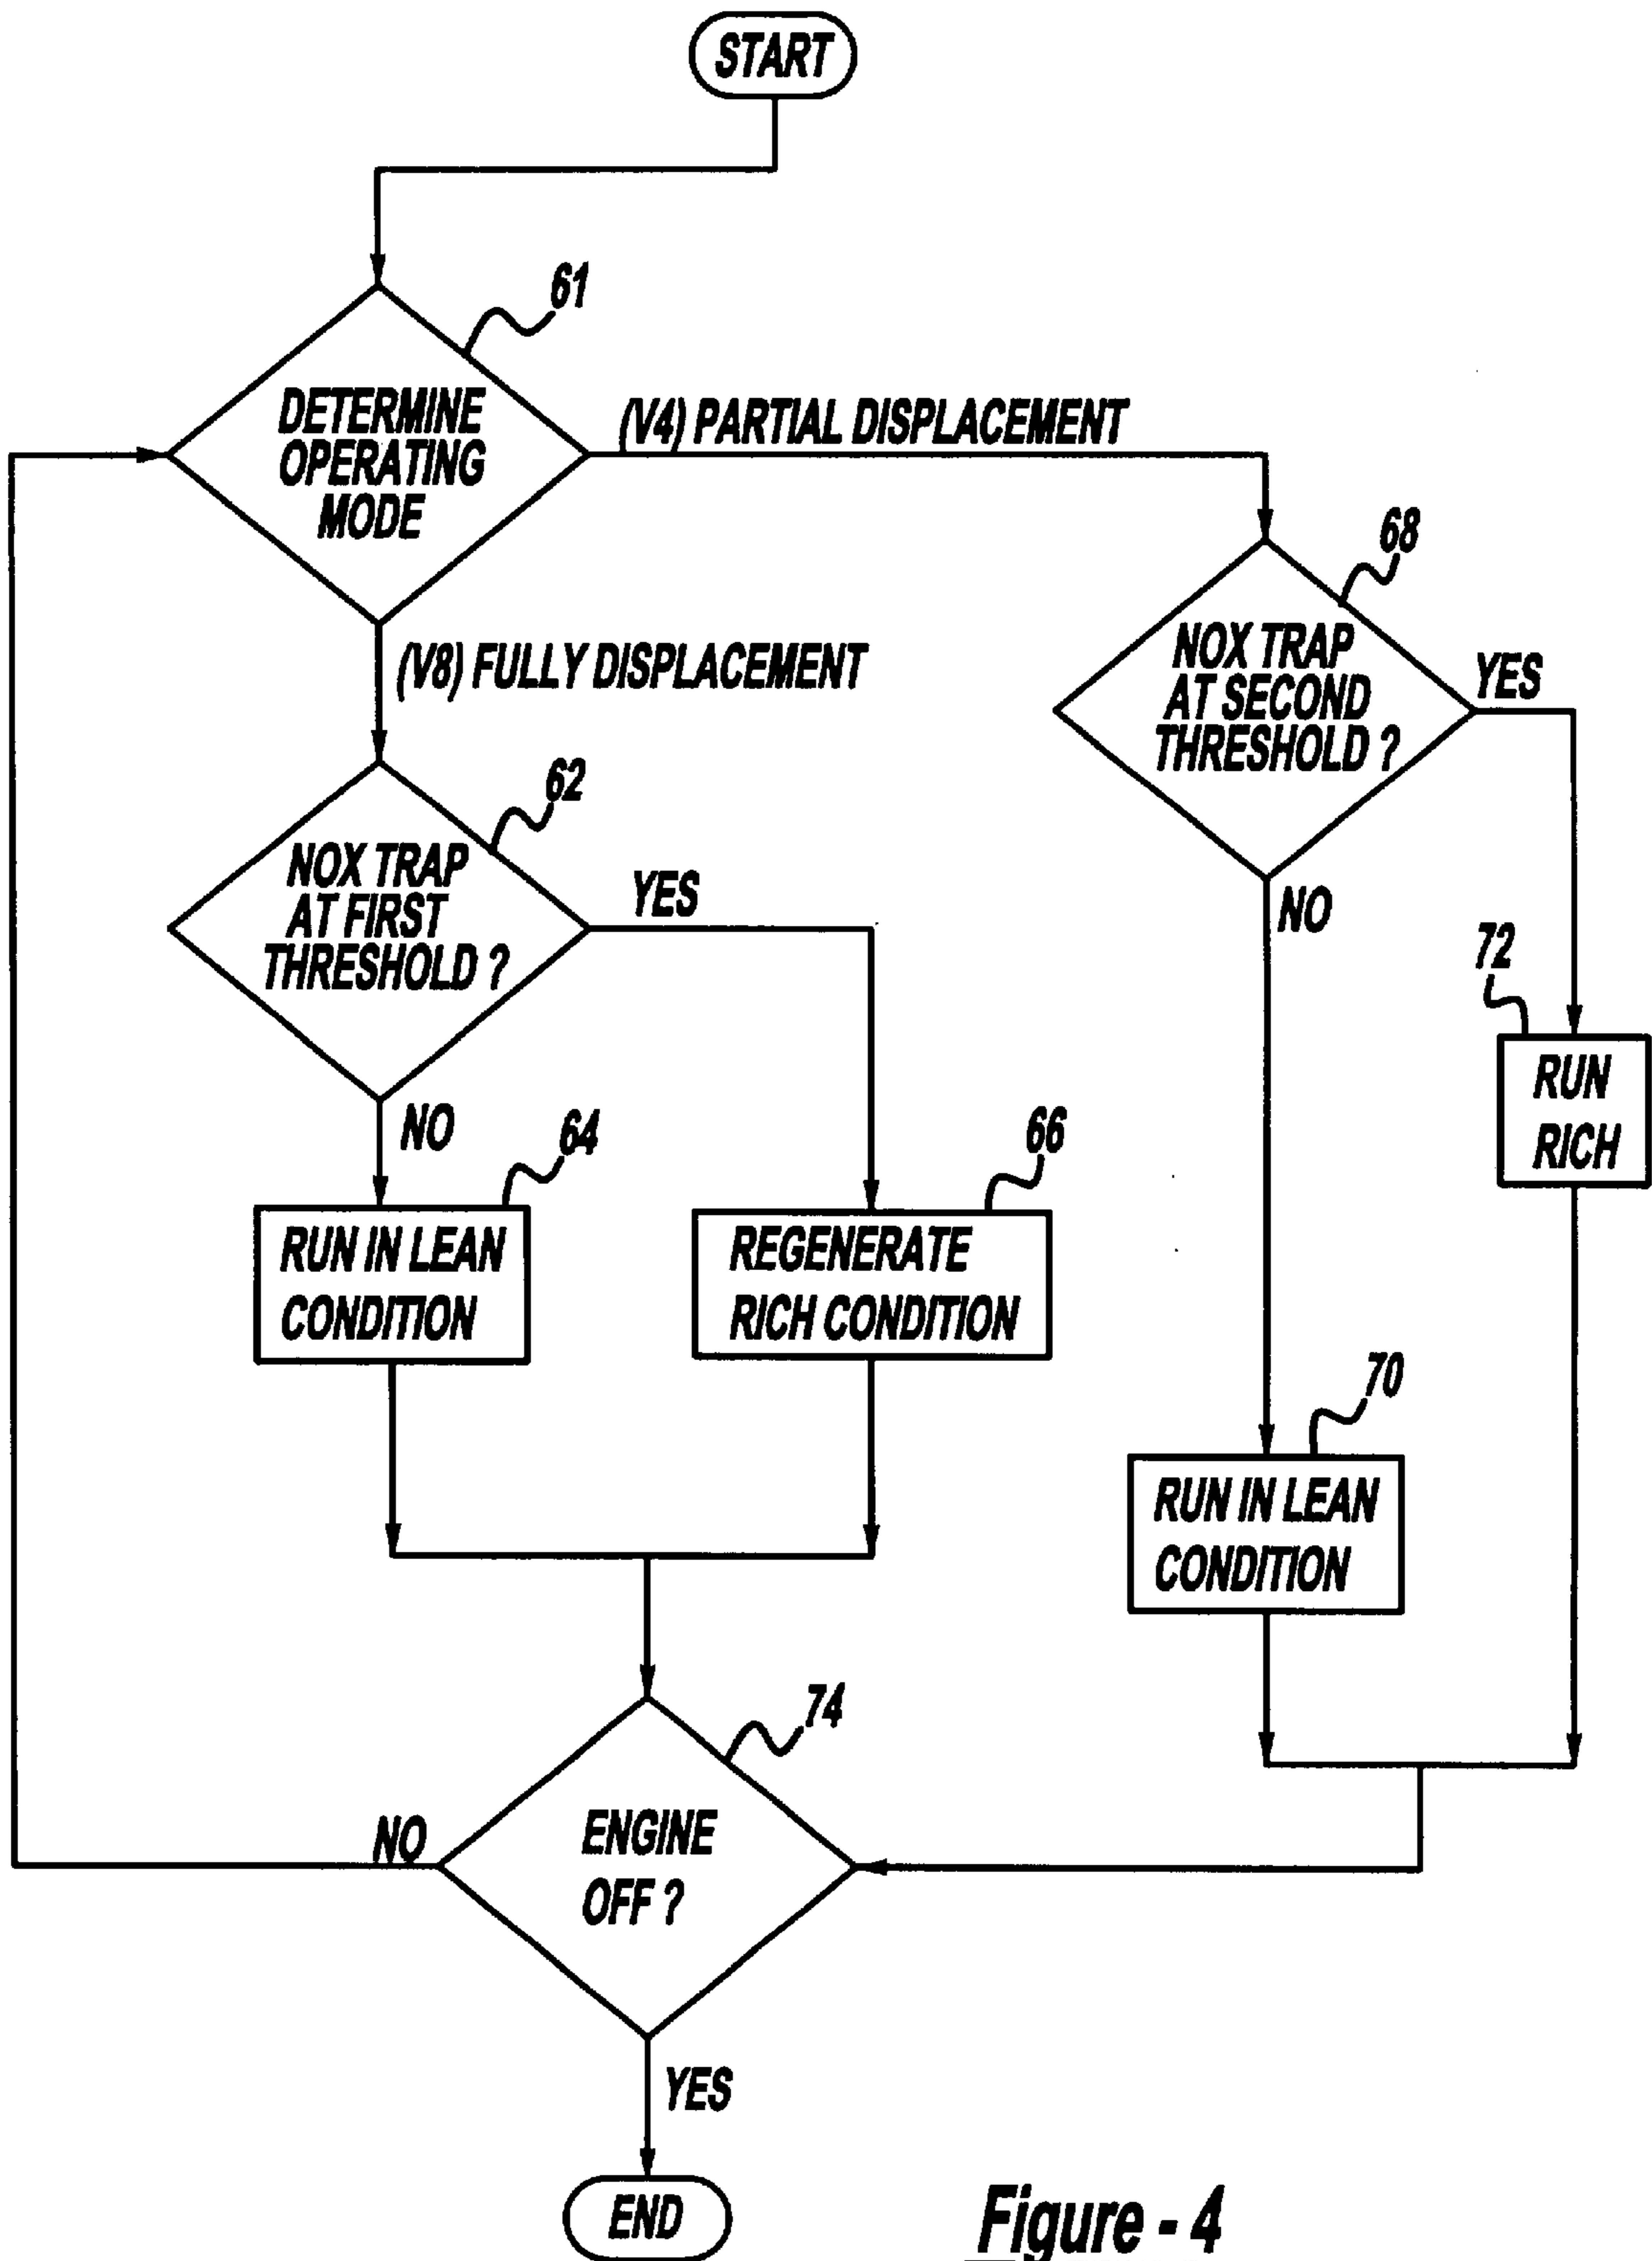 START
61
DETERMINE
OPERATING
MODE
(V4) PARTIAL DISPLACEMENT
68
NOX TRAP
AT SECOND
THRESHOLD ?
YES
(V8) FULLY DISPLACEMENT
62
NOX TRAP
AT FIRST
THRESHOLD ?
YES
NO
72
RUN
RICH
NO
64
66
RUN IN LEAN
CONDITION
REGENERATE
RICH CONDITION
70
RUN IN LEAN
CONDITION
74
NO
ENGINE
OFF ?
YES
END
Figure - 4